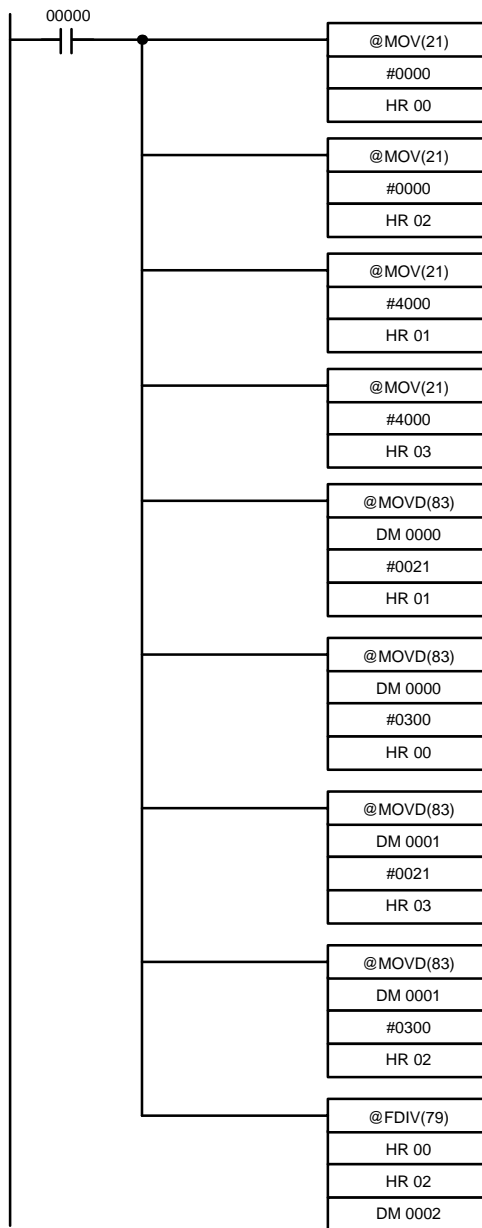 00000
@MOV(21)
#0000
HR 00
@MOV(21)
#0000
HR 02
@MOV(21)
#4000
HR 01
@MOV(21)
#4000
HR 03
@MOVD(83)
DM 0000
#0021
HR 01
@MOVD(83)
DM 0000
#0300
HR 00
@MOVD(83)
DM 0001
#0021
HR 03
@MOVD(83)
DM 0001
#0300
HR 02
@FDIV(79)
HR 00
HR 02
DM 0002